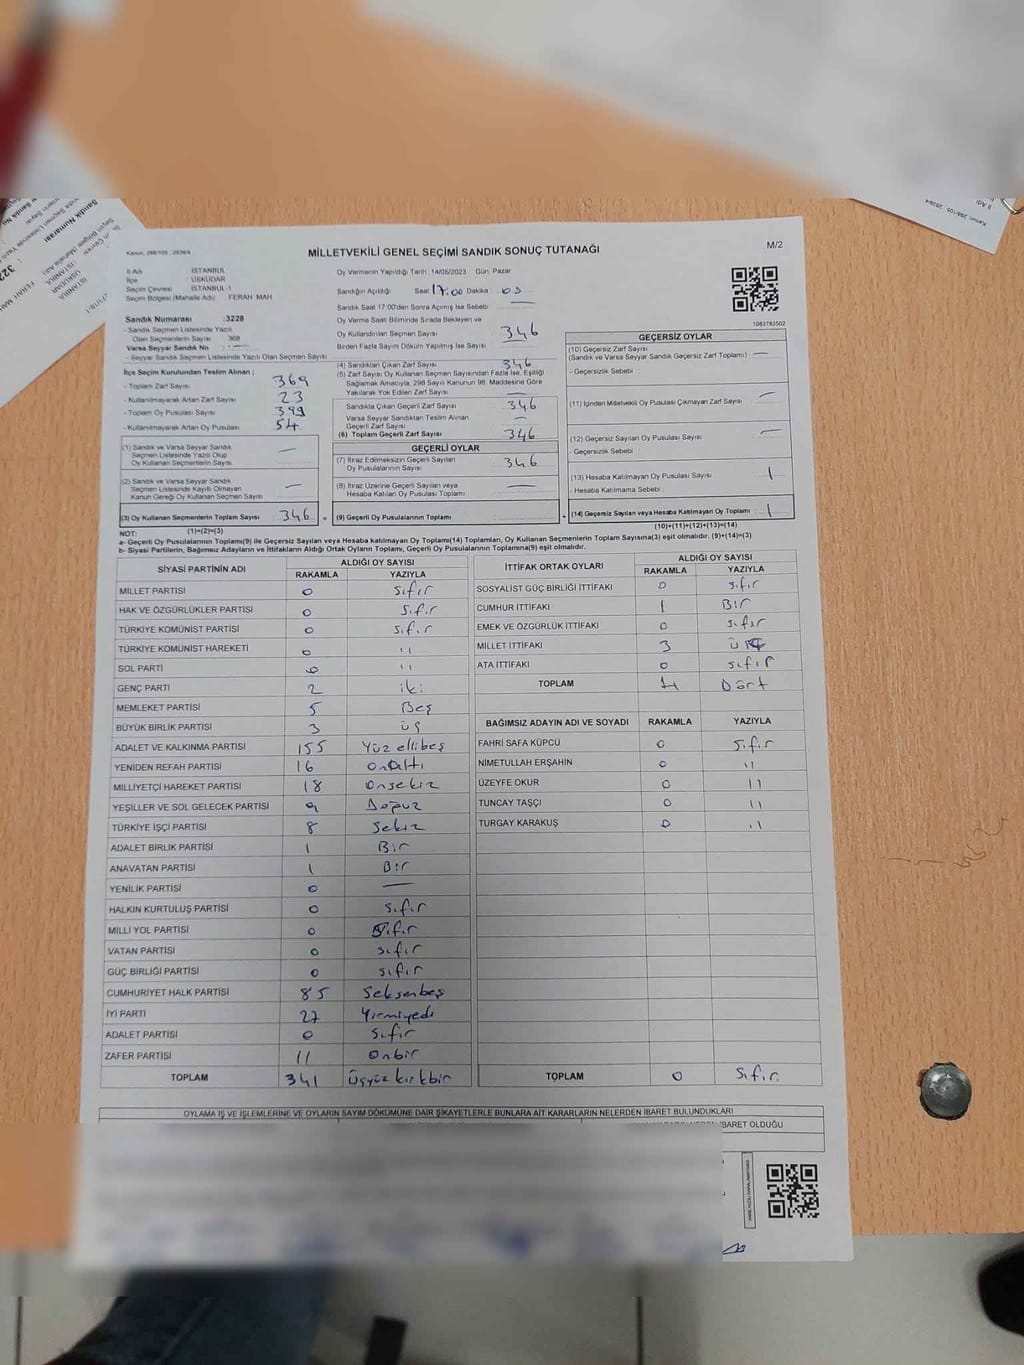 Kanun: 298/105 , 2839/4
MİLLETVEKİLİ GENEL SEÇİMİ SANDIK SONUÇ TUTANAĞI
M/2
İl Adı : İSTANBUL
İlçe : ÜSKÜDAR
Seçim Çevresi : İSTANBUL-1
Seçim Bölgesi (Mahalle Adı) : FERAH MAH
Sandık Numarası :3228
- Sandık Seçmen Listesinde Yazılı
Olan Seçmenlerin Sayısı : 368
Varsa Seyyar Sandık No : —
- Seyyar Sandık Seçmen Listesinde Yazılı Olan Seçmen Sayısı
İlçe Seçim Kurulundan Teslim Alınan ;
- Toplam Zarf Sayısı 369
- Kullanılmayarak Artan Zarf Sayısı 23
- Toplam Oy Pusulası Sayısı 399
- Kullanılmayarak Artan Oy Pusulası 54
(1) Sandık ve Varsa Seyyar Sandık
Seçmen Listesinde Yazılı Olup
Oy Kullanan Seçmenlerin Sayısı —
(2) Sandık ve Varsa Seyyar Sandık
Seçmen Listesinde Kayıtlı Olmayan
Kanun Gereği Oy Kullanan Seçmen Sayısı —
(3) Oy Kullanan Seçmenlerin Toplam Sayısı 346 =
(1)+(2)=(3)
Oy Vermenin Yapıldığı Tarih: 14/05/2023 Gün: Pazar
Sandığın Açıldığı Saat 17:00 Dakika :
Sandık Saat 17:00'den Sonra Açılmış İse Sebebi : —
Oy Verme Saati Bitiminde Sırada Bekleyen ve
Oy Kullandırılan Seçmen Sayısı 346
Birden Fazla Sayım Döküm Yapılmış İse Sayısı
(4) Sandıktan Çıkan Zarf Sayısı 346
(5) Zarf Sayısı Oy Kullanan Seçmen Sayısından Fazla İse, Eşitliği
Sağlamak Amacıyla, 298 Sayılı Kanunun 98. Maddesine Göre
Yakılarak Yok Edilen Zarf Sayısı —
Sandıkta Çıkan Geçerli Zarf Sayısı 346
Varsa Seyyar Sandıktan Teslim Alınan
Geçerli Zarf Sayısı —
(6) Toplam Geçerli Zarf Sayısı 346
GEÇERLİ OYLAR
(7) İtiraz Edilmeksizin Geçerli Sayılan
Oy Pusulalarının Sayısı 346
(8) İtiraz Üzerine Geçerli Sayılan veya
Hesaba Katılan Oy Pusulası Toplamı —
(9) Geçerli Oy Pusulalarının Toplamı +
1083783502
GEÇERSİZ OYLAR
(10) Geçersiz Zarf Sayısı
(Sandık ve Varsa Seyyar Sandık Geçersiz Zarf Toplamı) : —
- Geçersizlik Sebebi :
(11) İçinden Milletvekili Oy Pusulası Çıkmayan Zarf Sayısı —
(12) Geçersiz Sayılan Oy Pusulası Sayısı —
- Geçersizlik Sebebi
(13) Hesaba Katılmayan Oy Pusulası Sayısı 1
- Hesaba Katılmama Sebebi :
(14) Geçersiz Sayılan veya Hesaba Katılmayan Oy Toplamı 1
(10)+(11)+(12)+(13)=(14)
NOT:
a- Geçerli Oy Pusulalarının Toplamı(9) ile Geçersiz Sayılan veya Hesaba katılmayan Oy Toplamı(14) Toplamları, Oy Kullanan Seçmenlerin Toplam Sayısına(3) eşit olmalıdır. (9)+(14)=(3)
b- Siyasi Partilerin, Bağımsız Adayların ve İttifakların Aldığı Ortak Oyların Toplamı, Geçerli Oy Pusulalarının Toplamına(9) eşit olmalıdır.
SİYASİ PARTİNİN ADI ALDIĞI OY SAYISI
RAKAMLA YAZIYLA
MİLLET PARTİSİ 0 sıfır
HAK VE ÖZGÜRLÜKLER PARTİSİ 0 sıfır
TÜRKİYE KOMÜNİST PARTİSİ 0 sıfır
TÜRKİYE KOMÜNİST HAREKETİ 0 ''
SOL PARTİ 0 ''
GENÇ PARTİ 2 iki
MEMLEKET PARTİSİ 5 Beş
BÜYÜK BİRLİK PARTİSİ 3 üç
ADALET VE KALKINMA PARTİSİ 155 Yüz ellibeş
YENİDEN REFAH PARTİSİ 16 onaltı
MİLLİYETÇİ HAREKET PARTİSİ 18 onsekiz
YEŞİLLER VE SOL GELECEK PARTİSİ 9 Dokuz
TÜRKİYE İŞÇİ PARTİSİ 8 Sekiz
ADALET BİRLİK PARTİSİ 1 Bir
ANAVATAN PARTİSİ 1 Bir
YENİLİK PARTİSİ 0 —
HALKIN KURTULUŞ PARTİSİ 0 sıfır
MİLLİ YOL PARTİSİ 0 sıfır
VATAN PARTİSİ 0 sıfır
GÜÇ BİRLİĞİ PARTİSİ 0 sıfır
CUMHURİYET HALK PARTİSİ 85 Seksenbeş
İYİ PARTİ 27 Yirmiyedi
ADALET PARTİSİ 0 sıfır
ZAFER PARTİSİ 11 onbir
TOPLAM 341 Üçyüz kırkbir
İTTİFAK ORTAK OYLARI ALDIĞI OY SAYISI
RAKAMLA YAZIYLA
SOSYALİST GÜÇ BİRLİĞİ İTTİFAKI 0 sıfır
CUMHUR İTTİFAKI 1 Bir
EMEK VE ÖZGÜRLÜK İTTİFAKI 0 sıfır
MİLLET İTTİFAKI 3 üç
ATA İTTİFAKI 0 sıfır
TOPLAM 4 Dört
BAĞIMSIZ ADAYIN ADI VE SOYADI RAKAMLA YAZIYLA
FAHRİ SAFA KÜPCÜ 0 sıfır
NİMETULLAH ERŞAHİN 0 ''
ÜZEYFE OKUR 0 ''
TUNCAY TAŞÇI 0 ''
TURGAY KARAKUŞ 0 ''
TOPLAM 0 sıfır
OYLAMA İŞ VE İŞLEMLERİNE VE OYLARIN SAYIM DÖKÜMÜNE DAİR ŞİKAYETLERLE BUNLARA AİT KARARLARIN NELERDEN İBARET BULUNDUKLARI
İBARET OLDUĞU